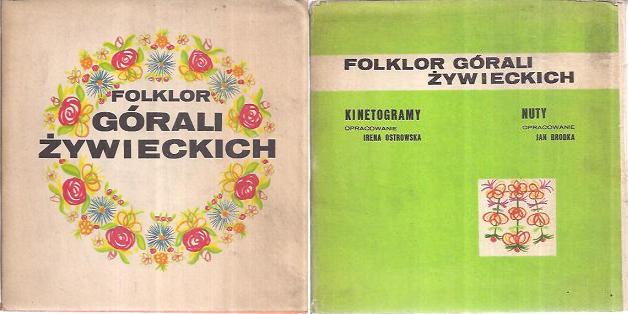 FOLKLOR
GÓRALI
ŻYWIECKICH
FOLKLOR GÓRALI
ŻYWIECKICH
KINETOGRAMY
OPRACOWANIE
IRENA OSTROWSKA
NUTY
OPRACOWANIE
JAN BRODKA